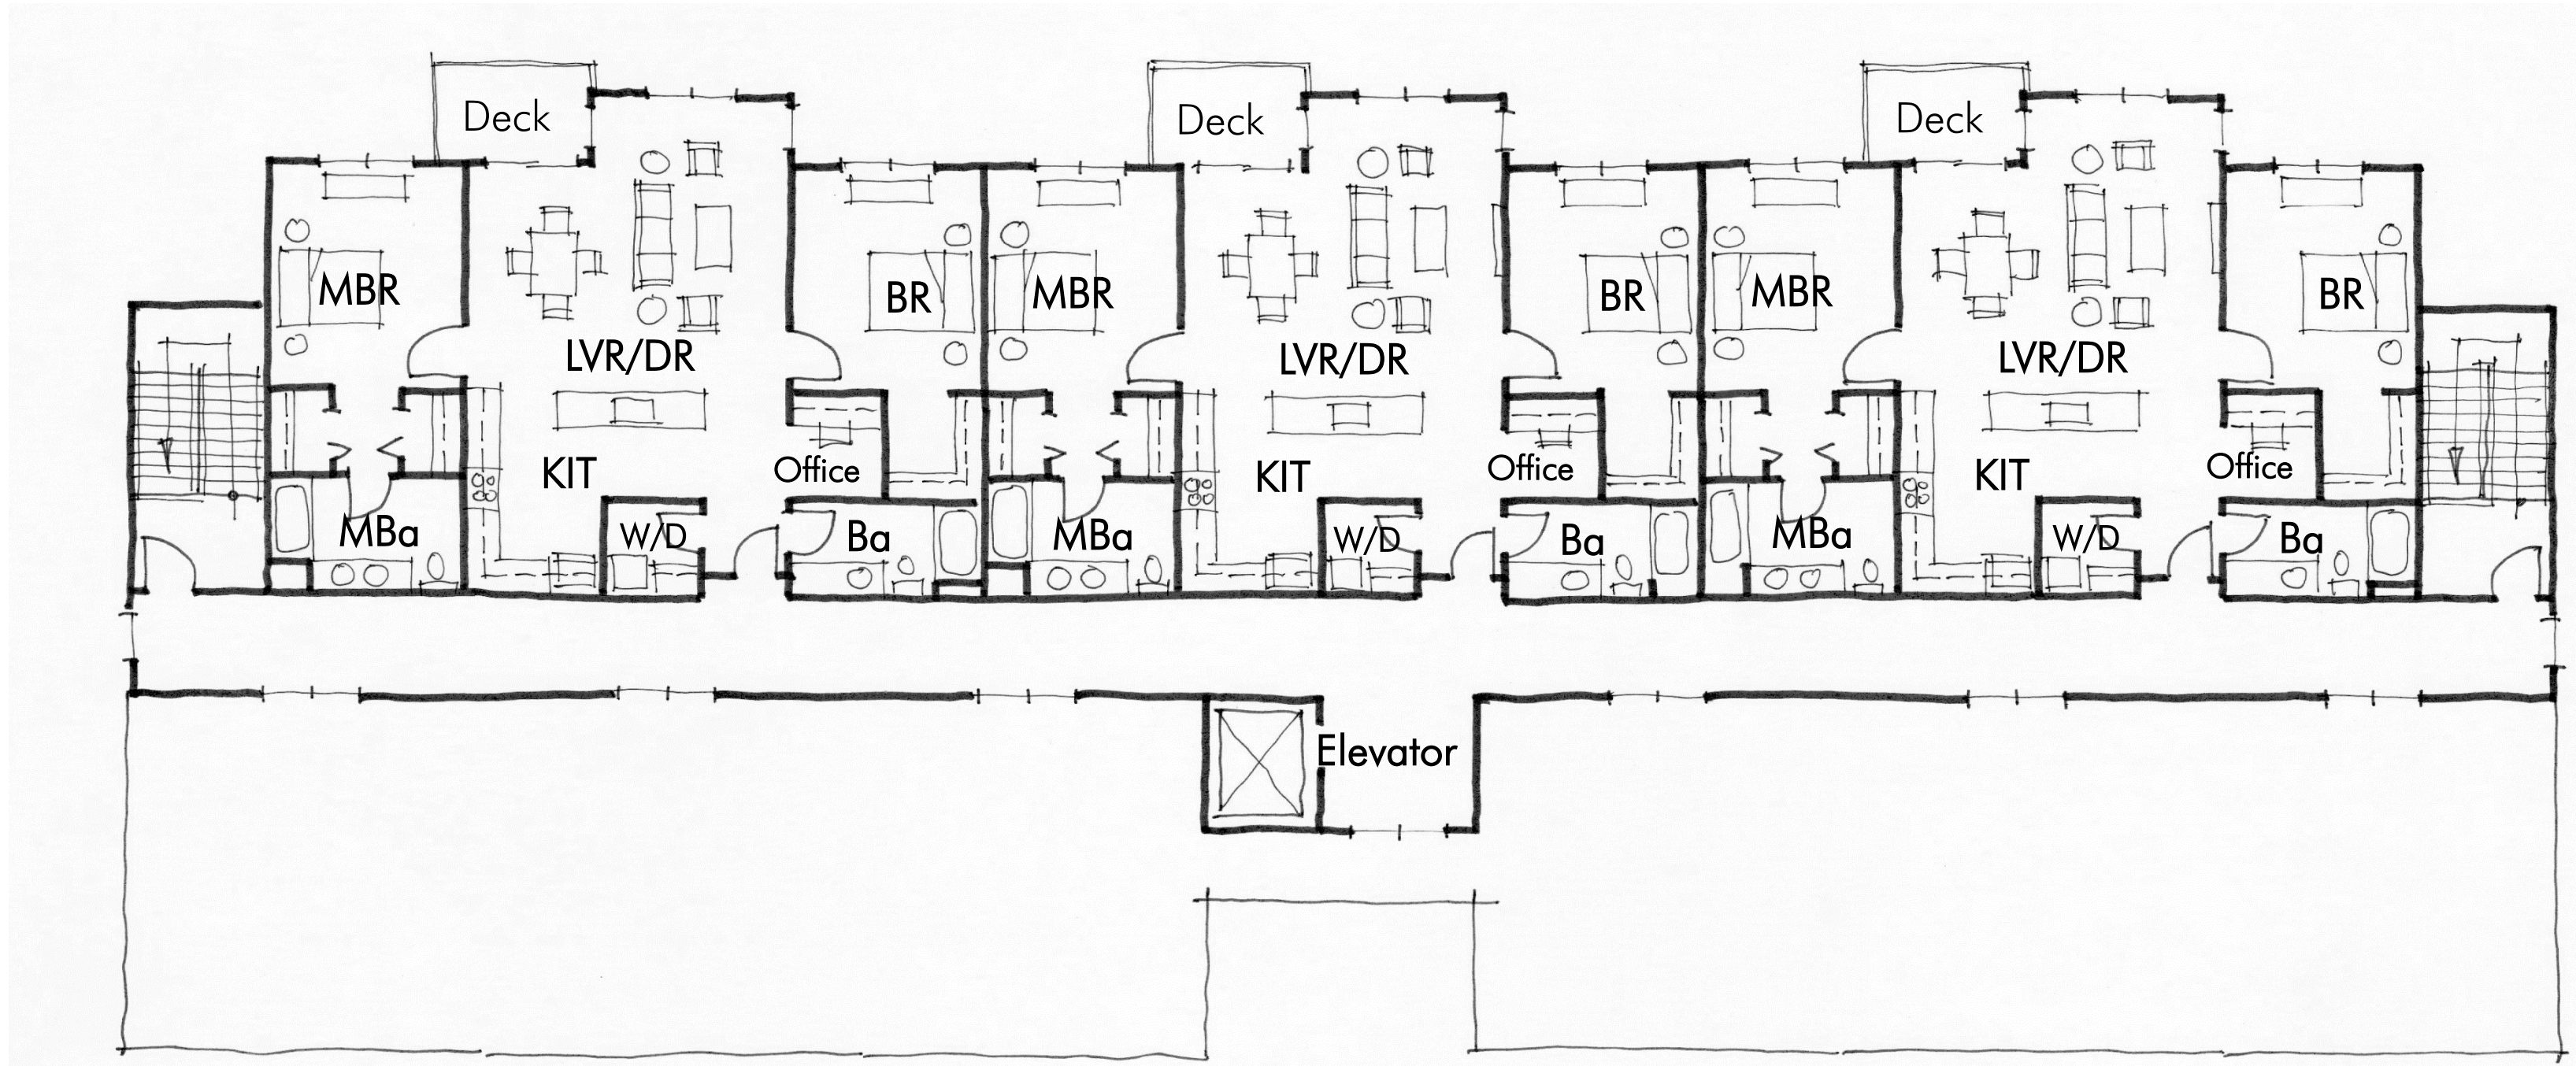 Deck
Deck
Deck
MBR
LVR/DR
BR
MBR
LVR/DR
BR
MBR
LVR/DR
BR
KIT
Office
KIT
Office
KIT
Office
MBa
W/D
Ba
MBa
W/D
Ba
MBa
W/D
Ba
Elevator